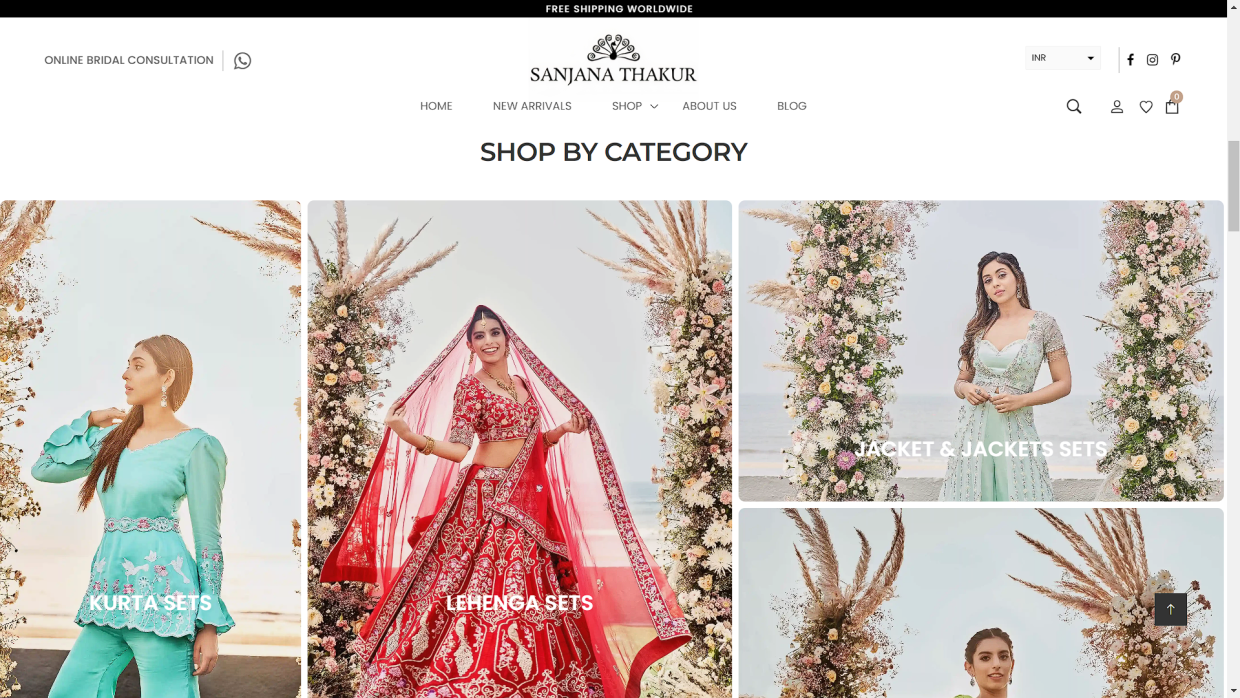 FREE SHIPPING WORLDWIDE
ONLINE BRIDAL CONSULTATION
SANJANA THAKUR
INR
HOME
NEW ARRIVALS
SHOP
ABOUT US
BLOG
0
SHOP BY CATEGORY
KURTA SETS
LEHENGA SETS
JACKET & JACKETS SETS